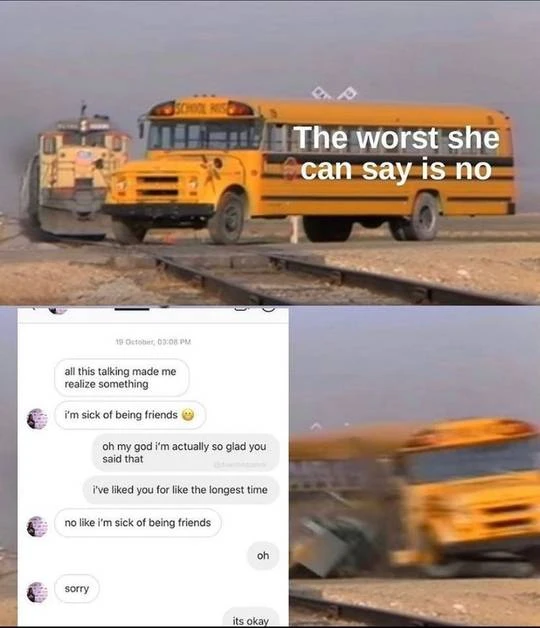 SCHOOL BUS
The worst she
can say is no
19 October, 03:08 PM
all this talking made me
realize something
i'm sick of being friends 😬
oh my god i'm actually so glad you
said that
i've liked you for like the longest time
no like i'm sick of being friends
oh
sorry
its okay